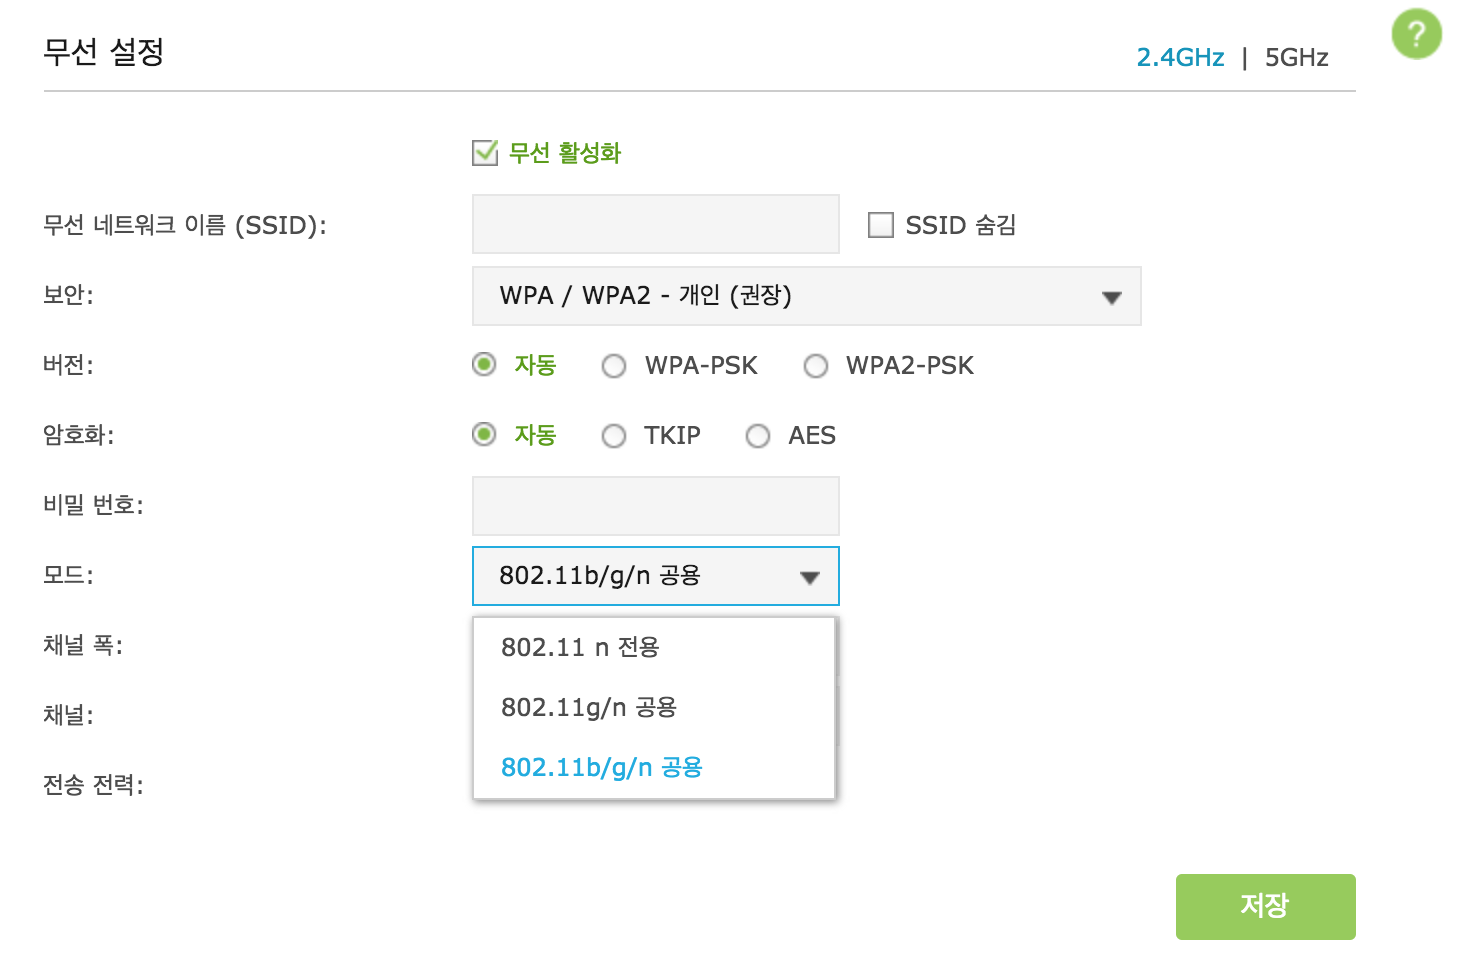 무선 설정
2.4GHz | 5GHz
?
무선 활성화
무선 네트워크 이름 (SSID):
SSID 숨김
보안:
WPA / WPA2 - 개인 (권장)
버전:
자동 WPA-PSK WPA2-PSK
암호화:
자동 TKIP AES
비밀 번호:
모드:
802.11b/g/n 공용
채널 폭:
802.11 n 전용
802.11g/n 공용
채널:
802.11b/g/n 공용
전송 전력:
저장